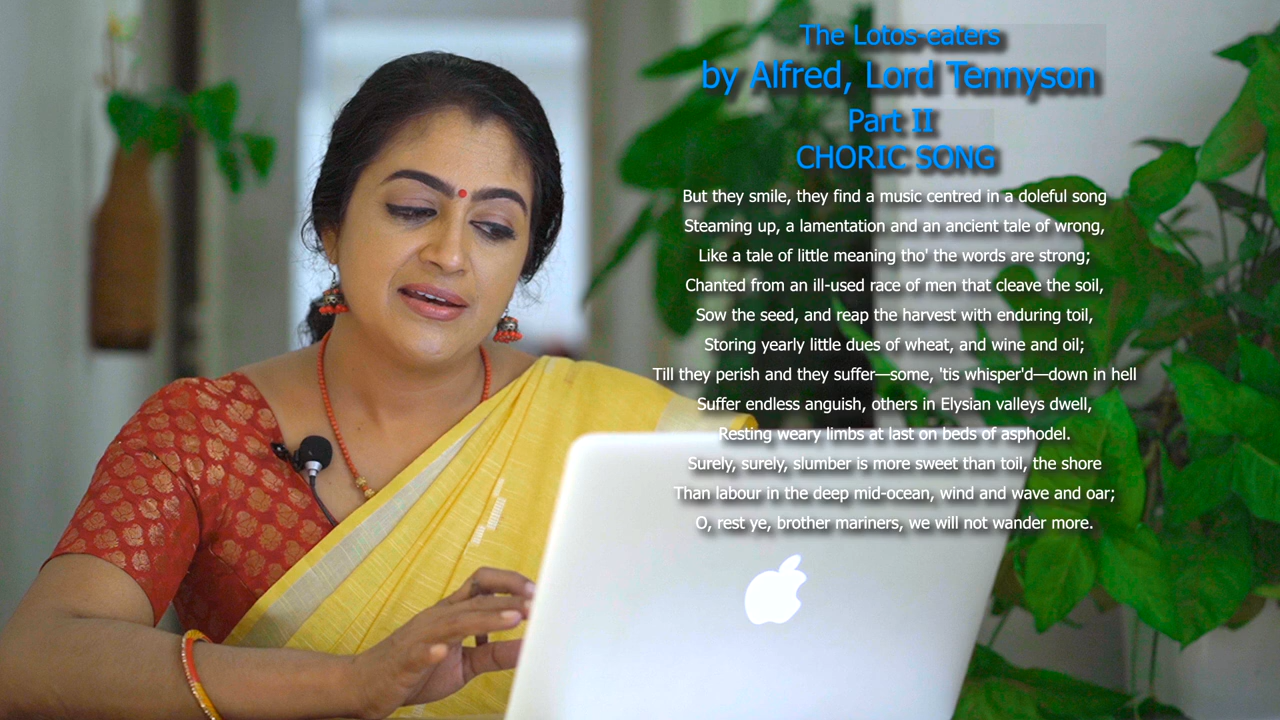 The Lotos-eaters
by Alfred, Lord Tennyson
Part II
CHORIC SONG
But they smile, they find a music centred in a doleful song
Steaming up, a lamentation and an ancient tale of wrong,
Like a tale of little meaning tho' the words are strong;
Chanted from an ill-used race of men that cleave the soil,
Sow the seed, and reap the harvest with enduring toil,
Storing yearly little dues of wheat, and wine and oil;
Till they perish and they suffer—some, 'tis whisper'd—down in hell
Suffer endless anguish, others in Elysian valleys dwell,
Resting weary limbs at last on beds of asphodel.
Surely, surely, slumber is more sweet than toil, the shore
Than labour in the deep mid-ocean, wind and wave and oar;
O, rest ye, brother mariners, we will not wander more.